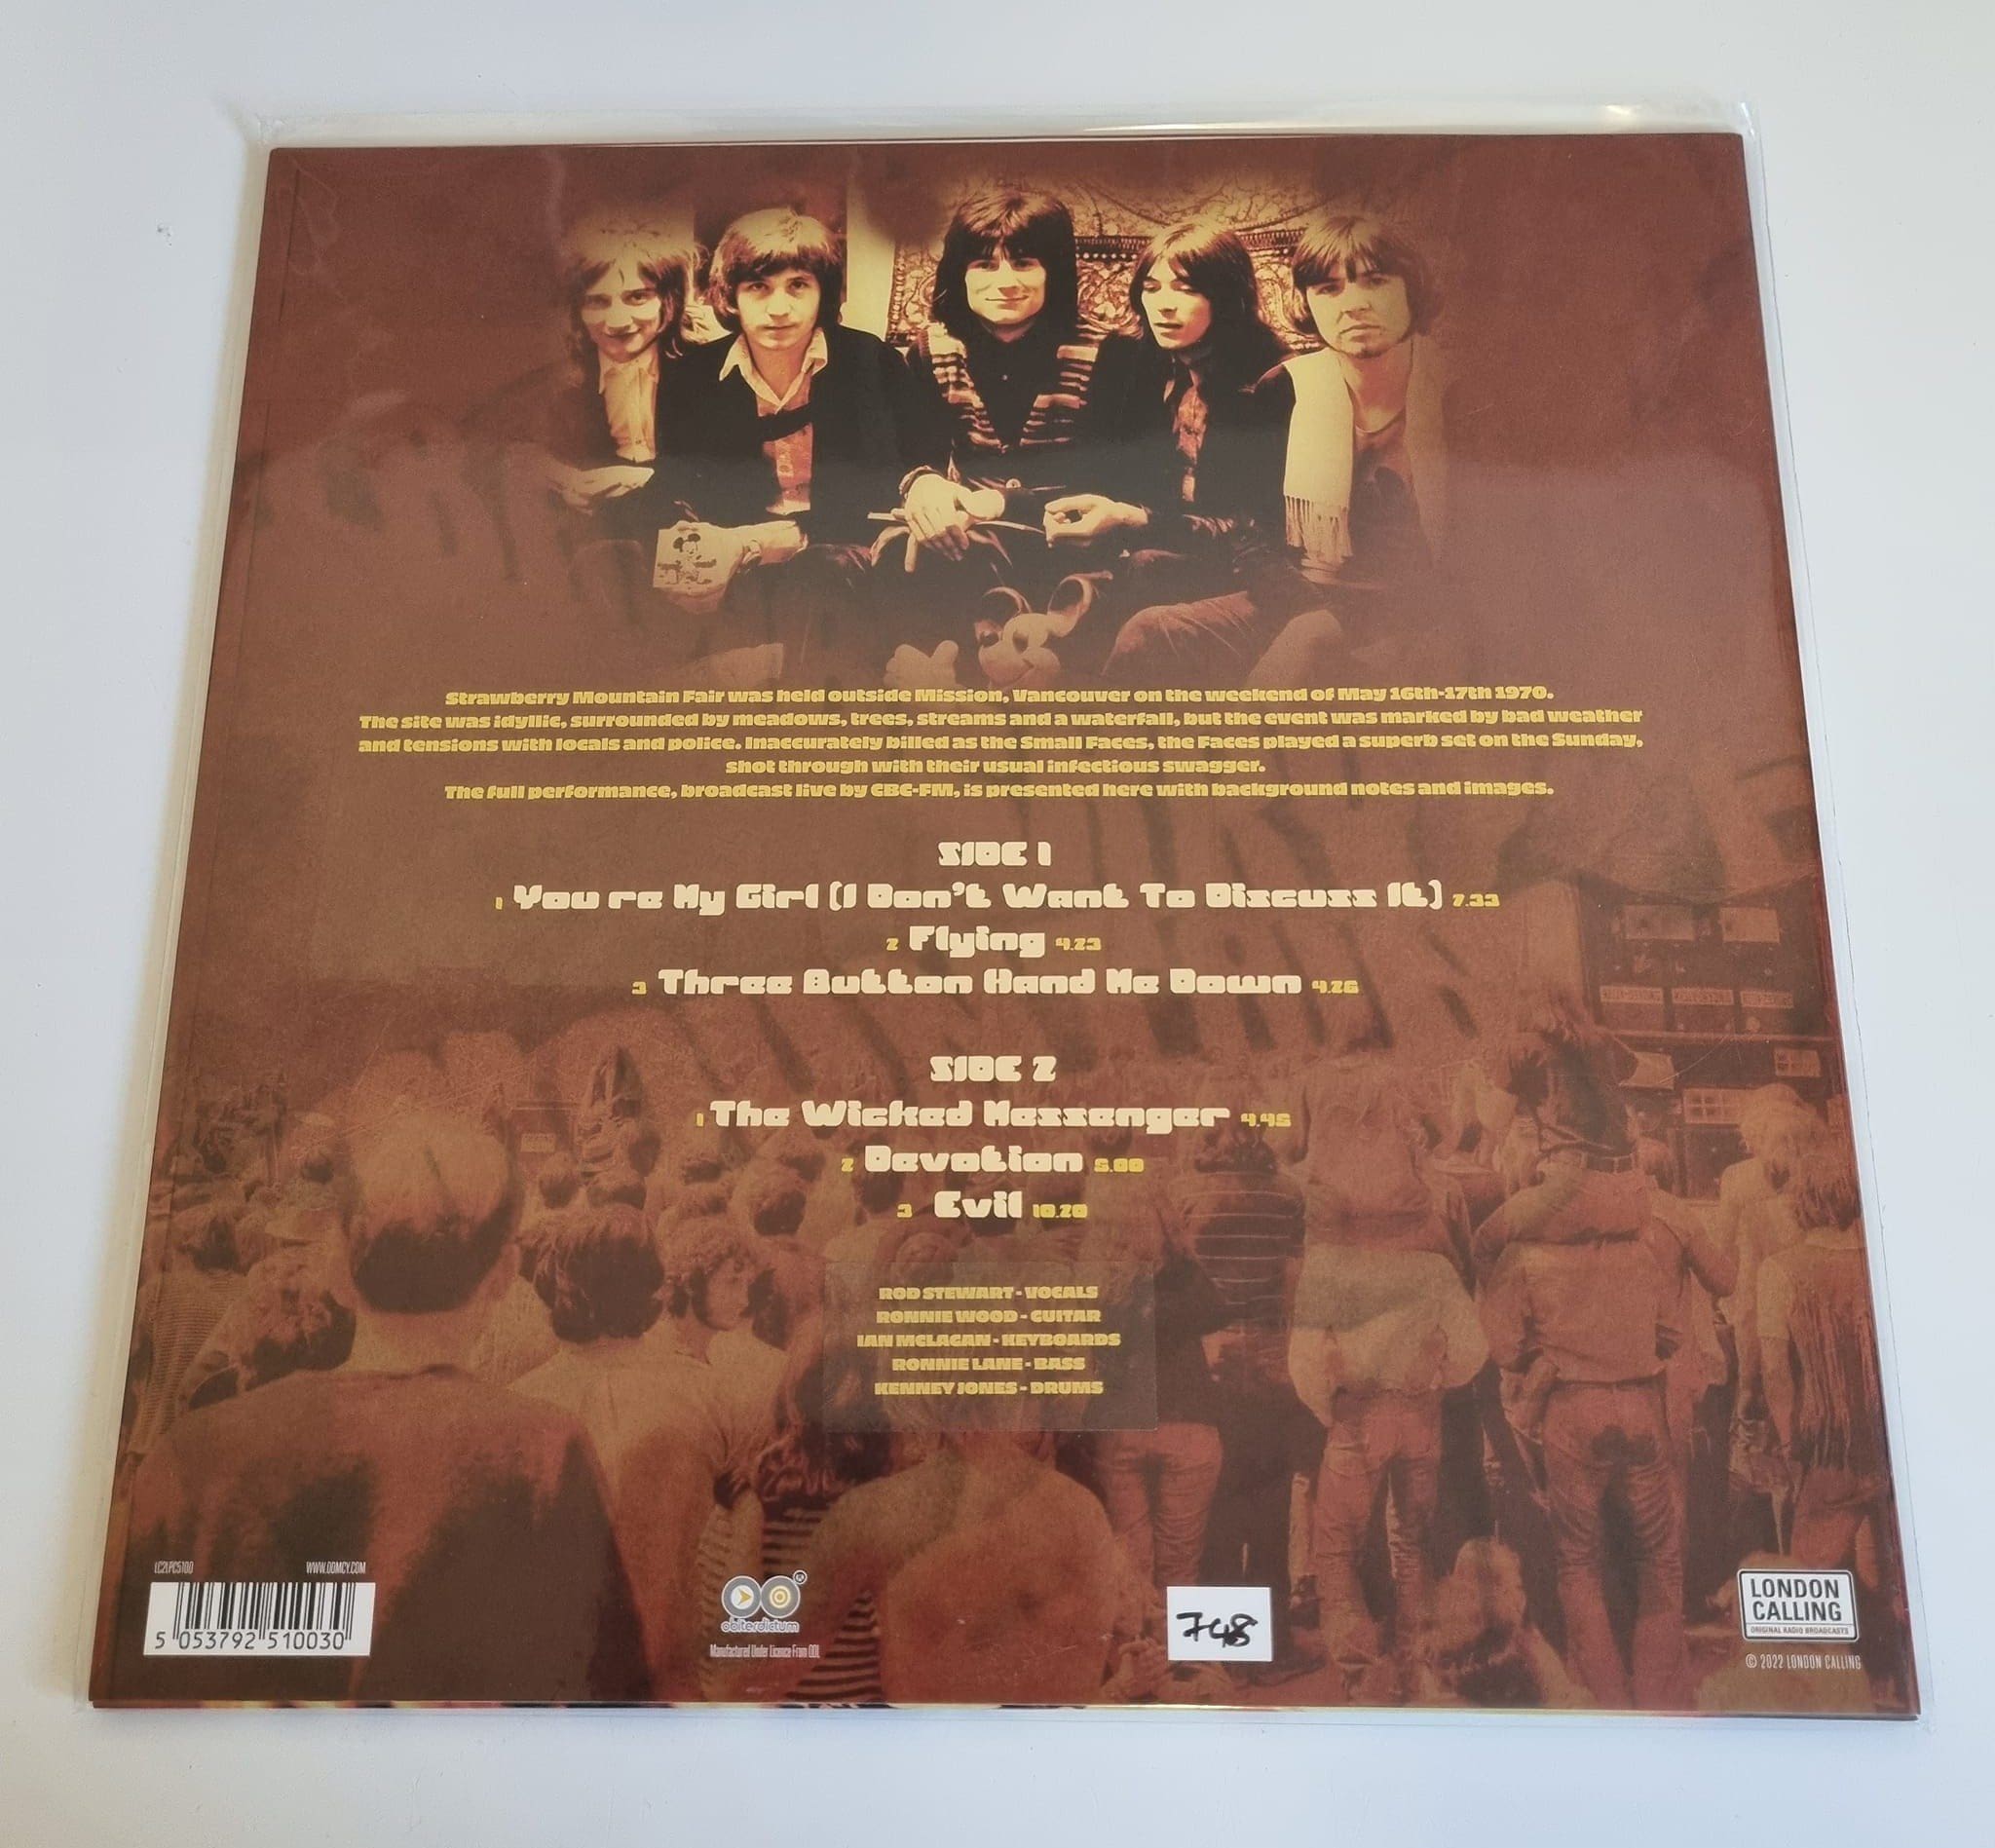 Strawberry Mountain Fair was held outside Mission, Vancouver on the weekend of May 16th-17th 1970.
The site was idyllic, surrounded by meadows, trees, streams and a waterfall, but the event was marked by bad weather
and tensions with locals and police. Inaccurately billed as the Small Faces, the Faces played a superb set on the Sunday,
shot through with their usual infectious swagger.
The full performance, broadcast live by CBC-FM, is presented here with background notes and images.
SIDE 1
1 You're My Girl (I Don't Want To Discuss It) 7.33
2 Flying 4.23
3 Three Button Hand Me Down 4.26
SIDE 2
1 The Wicked Messenger 4.45
2 Devotion 5.00
3 Evil 10.20
ROD STEWART - VOCALS
RONNIE WOOD - GUITAR
IAN MCLAGAN - KEYBOARDS
RONNIE LANE - BASS
KENNEY JONES - DRUMS
LC2LPC5100 WWW.ODMCY.COM
5 053792 510030
obiterdictum
Manufactured Under Licence From ODL
748
LONDON
CALLING
ORIGINAL RADIO BROADCASTS
© 2022 LONDON CALLING